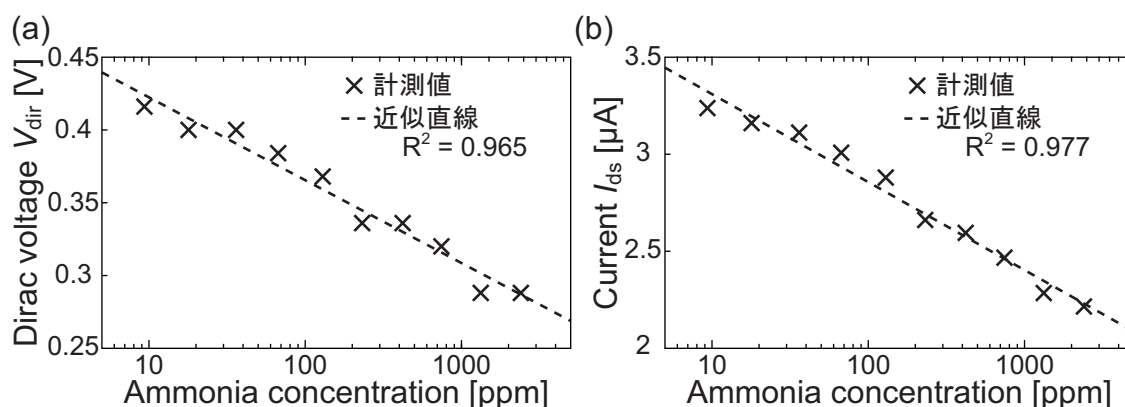 (a)
0.45
0.4
0.35
0.3
0.25
Dirac voltage Vdir [V]
× 計測値
--- 近似直線
R² = 0.965
10 100 1000
Ammonia concentration [ppm]
(b)
3.5
3
2.5
2
Current Ids [µA]
× 計測値
--- 近似直線
R² = 0.977
10 100 1000
Ammonia concentration [ppm]